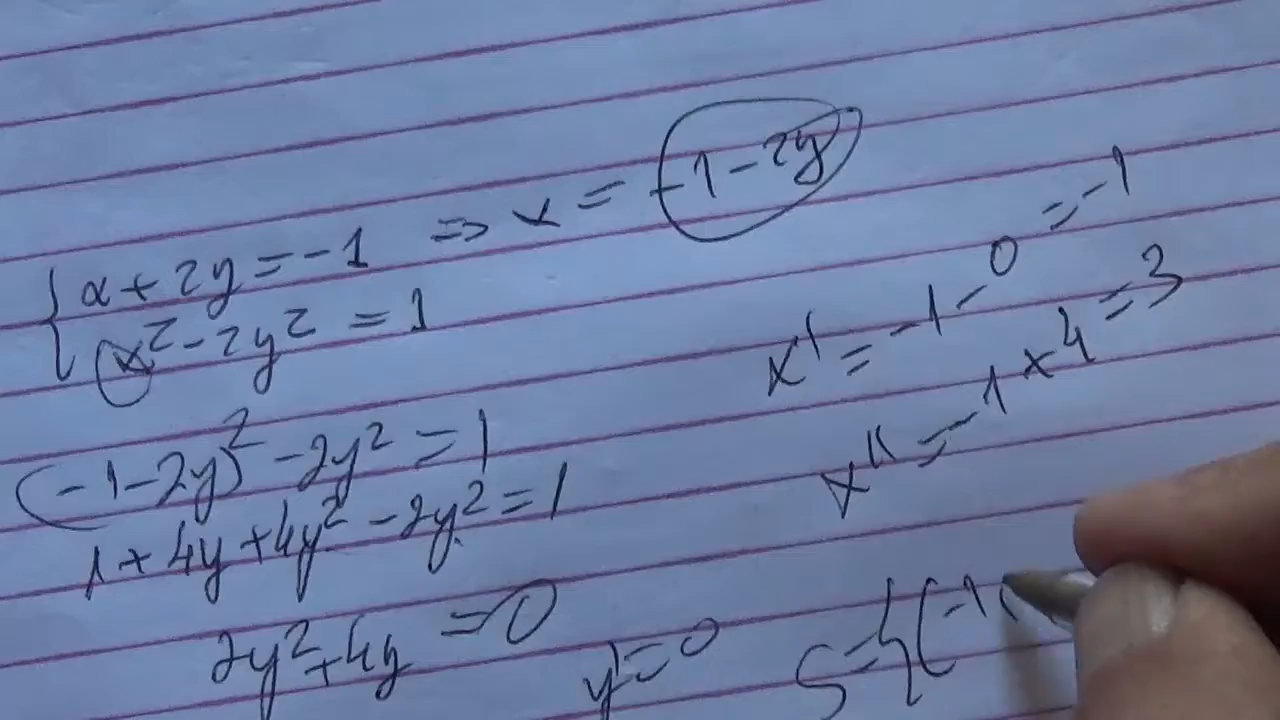 { x + 2y = -1 ⇒ x = -1 - 2y
x² - 2y² = 1
(-1 - 2y)² - 2y² = 1
1 + 4y + 4y² - 2y² = 1
2y² + 4y = 0
y' = 0
x' = -1 - 0 = -1
x'' = -1 + 4 = 3
S = {(-1